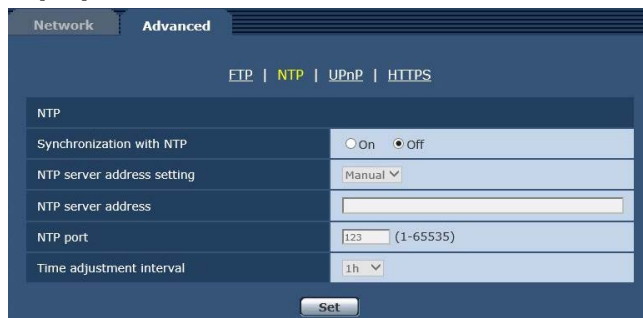 Network Advanced
FTP | NTP | UPnP | HTTPS
NTP
Synchronization with NTP On Off
NTP server address setting Manual
NTP server address
NTP port 123 (1-65535)
Time adjustment interval 1h
Set